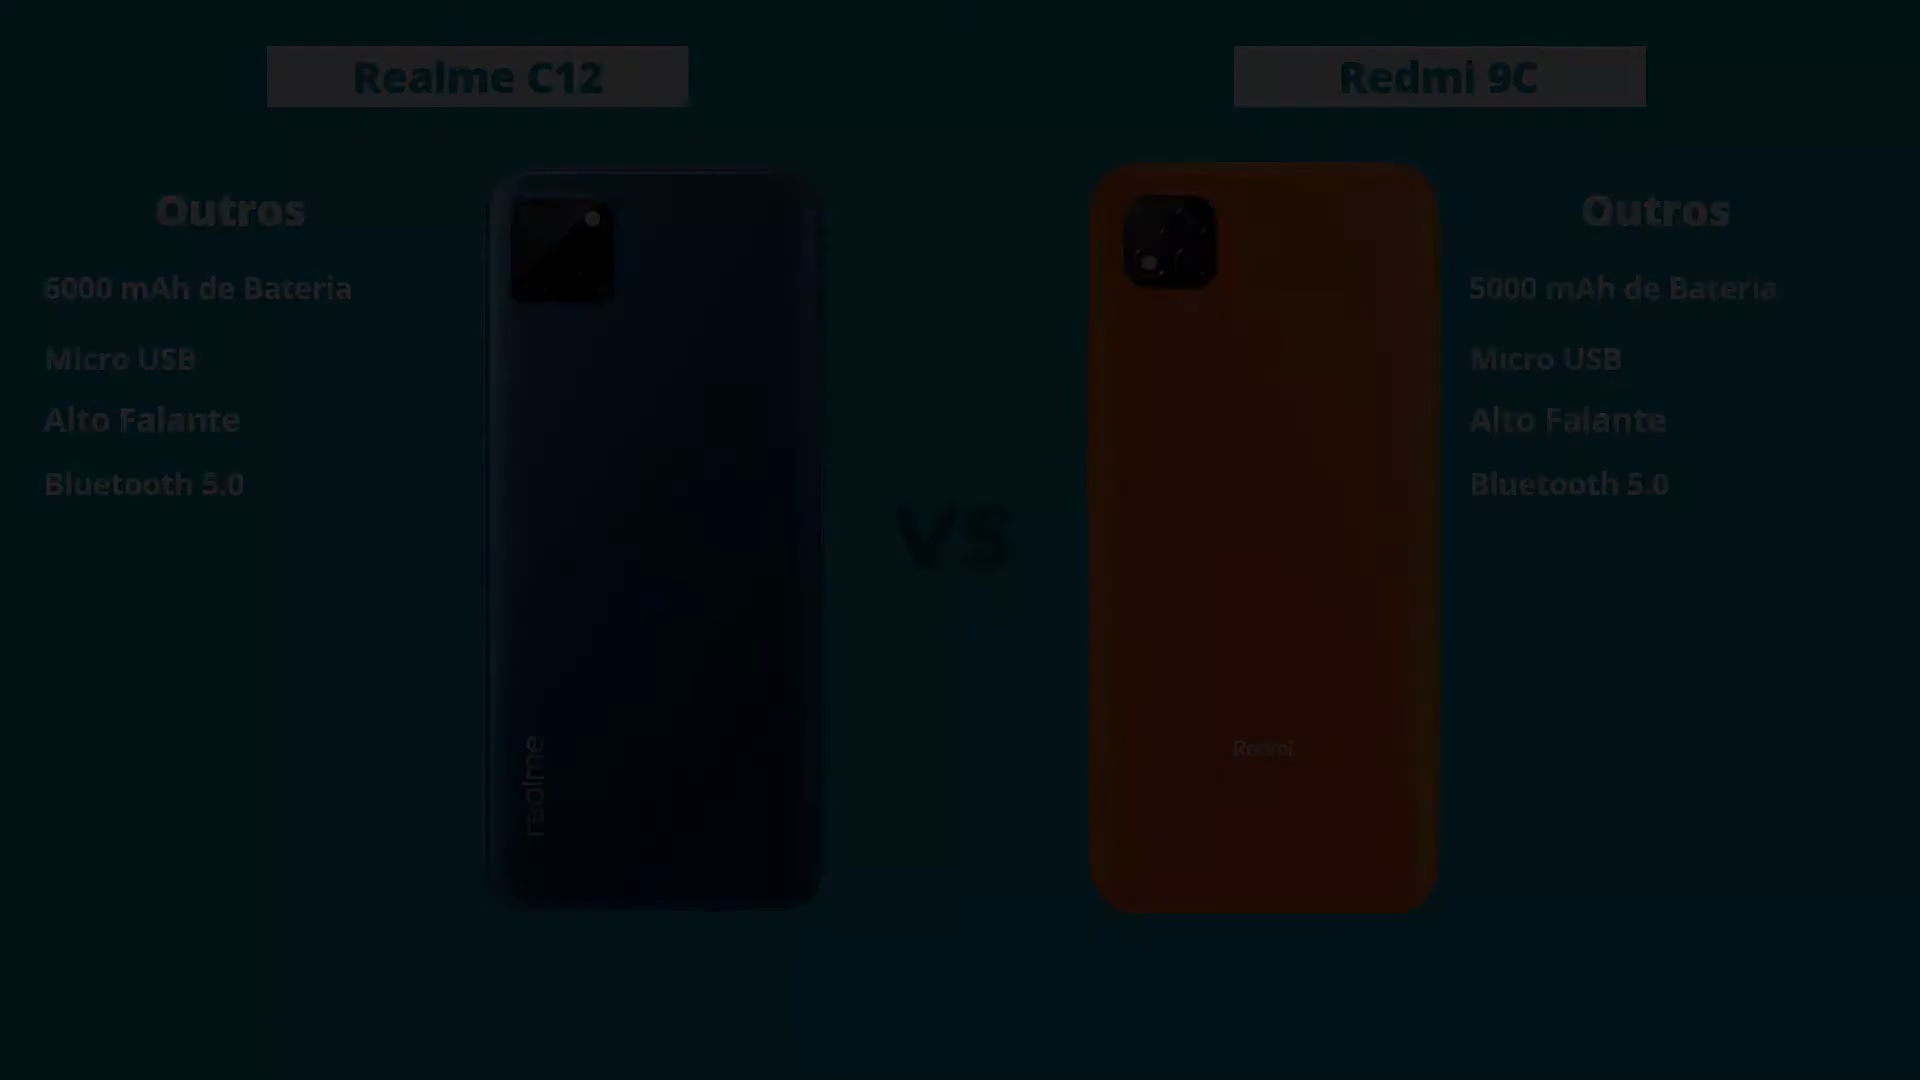 Realme C12
Outros
6000 mAh de Bateria
Micro USB
Alto Falante
Bluetooth 5.0
realme
VS
Redmi 9C
Outros
5000 mAh de Bateria
Micro USB
Alto Falante
Bluetooth 5.0
Redmi